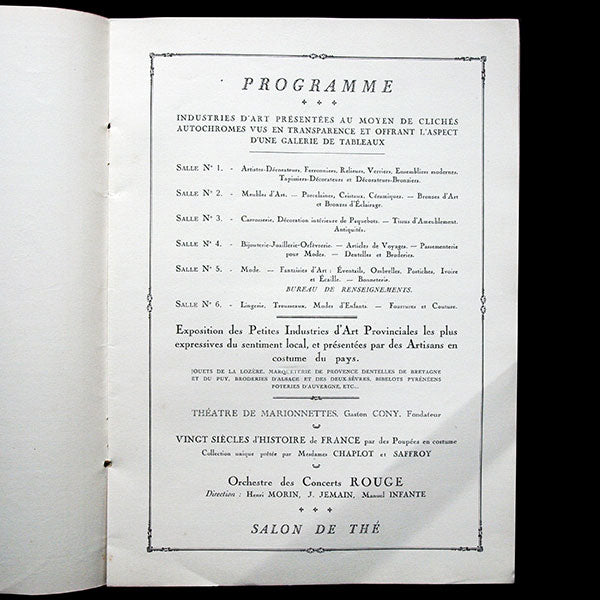 PROGRAMME
INDUSTRIES D'ART PRÉSENTÉES AU MOYEN DE CLICHÉS
AUTOCHROMES VUS EN TRANSPARENCE ET OFFRANT L'ASPECT
D'UNE GALERIE DE TABLEAUX
SALLE N° 1. - Artistes-Décorateurs, Ferronniers, Relieurs, Verriers, Ensembliers modernes,
Tapissiers-Décorateurs et Décorateurs-Bronziers.
SALLE N° 2. - Meubles d'Art. — Porcelaines, Cristaux, Céramiques. — Bronzes d'Art
et Bronzes d'Éclairage.
SALLE N° 3. - Carrosserie, Décoration intérieure de Paquebots. — Tissus d'Ameublement.
Antiquités.
SALLE N° 4. - Bijouterie-Joaillerie-Orfèvrerie. — Articles de Voyages. — Passementerie
pour Modes. — Dentelles et Broderies.
SALLE N° 5. - Mode. — Fantaisies d'Art : Éventails, Ombrelles, Postiches, Ivoire
et Écaille. — Bonneterie.
BUREAU DE RENSEIGNEMENTS.
SALLE N° 6. - Lingerie, Trousseaux, Modes d'Enfants. — Fourrures et Couture.
Exposition des Petites Industries d'Art Provinciales les plus
expressives du sentiment local, et présentées par des Artisans en
costume du pays.
JOUETS DE LA LOZÈRE, MARQUETERIE DE PROVENCE DENTELLES DE BRETAGNE
ET DU PUY, BRODERIES D'ALSACE ET DES DEUX-SÈVRES, BIBELOTS PYRÉNÉENS
POTERIES D'AUVERGNE, ETC...
THÉATRE DE MARIONNETTES, Gaston CONY, Fondateur
VINGT SIÈCLES d'HISTOIRE de FRANCE par des Poupées en costume
Collection unique prêtée par Mesdames CHAPLOT et SAFFROY
Orchestre des Concerts ROUGE
Direction : Henri MORIN, J. JEMAIN, Manuel INFANTE
SALON DE THÉ